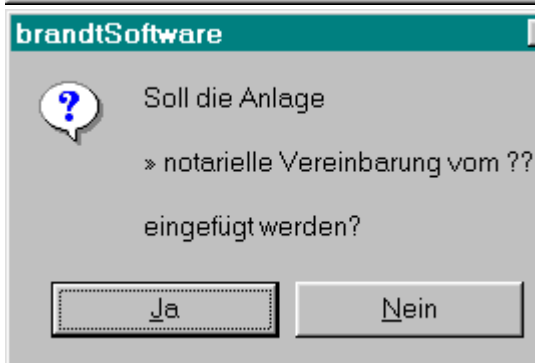 brandtSoftware
Soll die Anlage
» notarielle Vereinbarung vom ??
eingefügt werden?
Ja
Nein